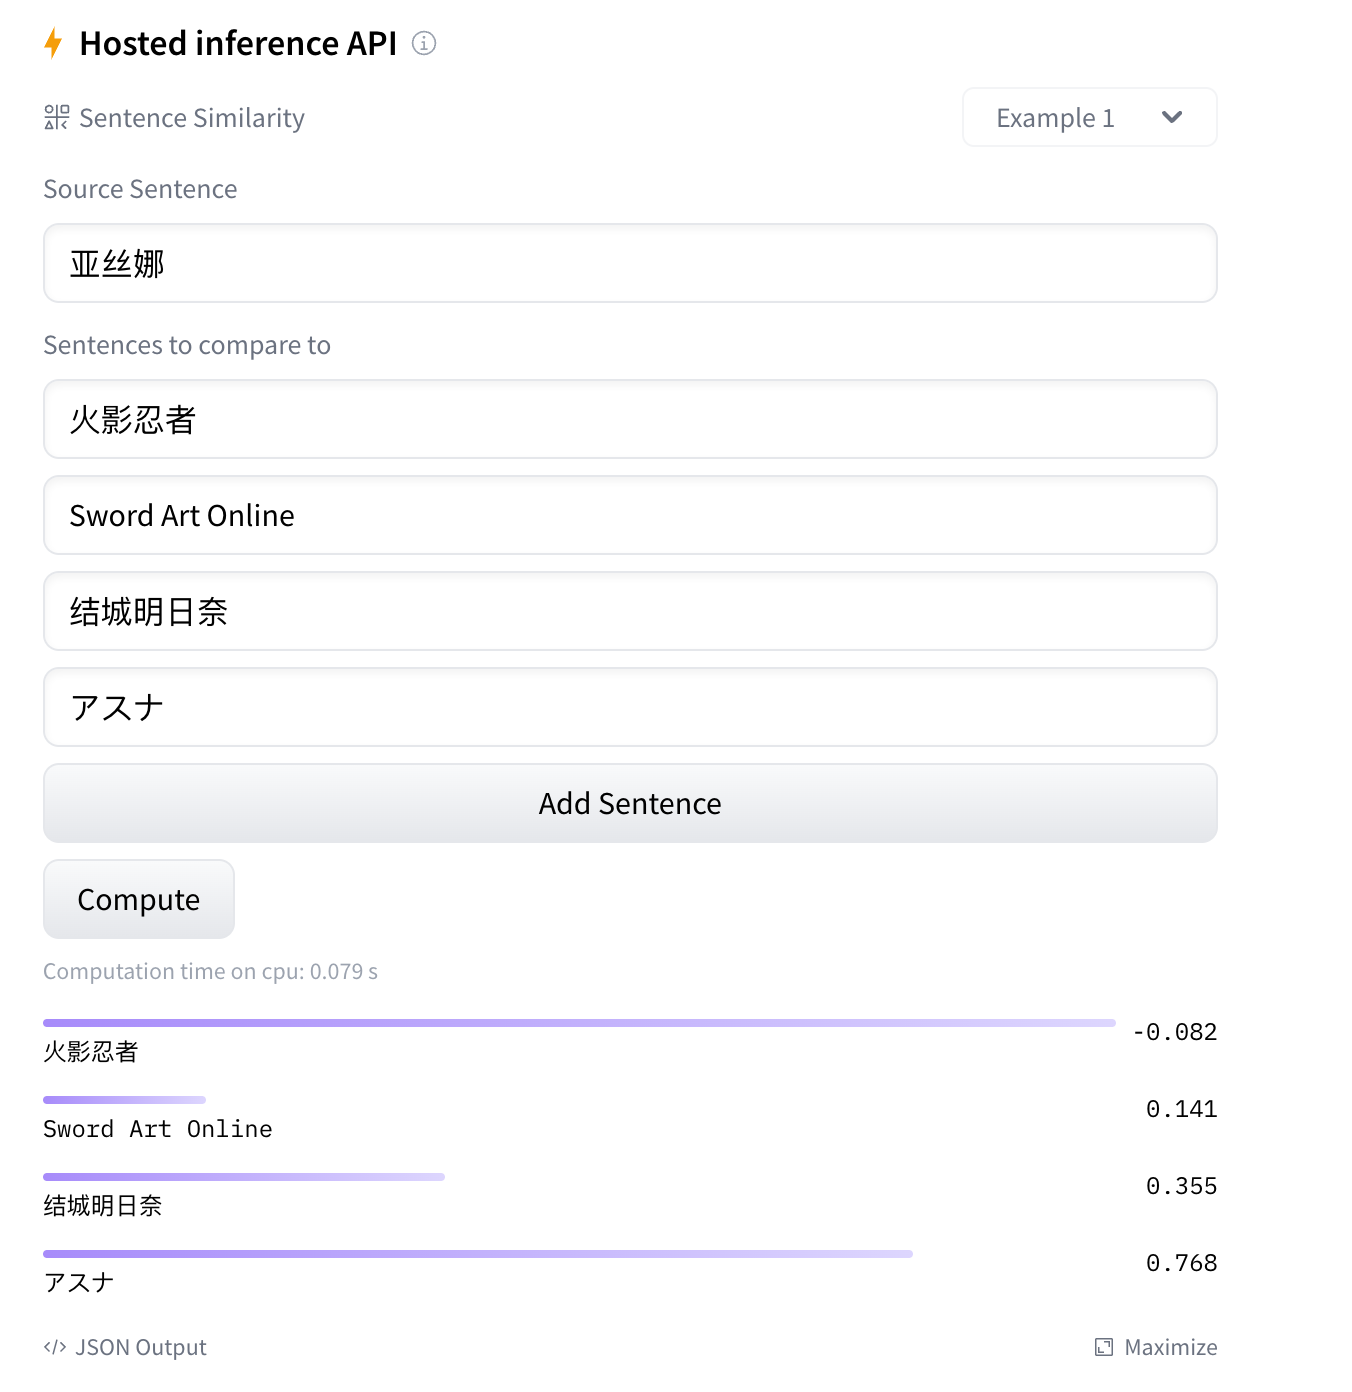 Hosted inference API
Sentence Similarity
Example 1
Source Sentence
亚丝娜
Sentences to compare to
火影忍者
Sword Art Online
结城明日奈
アスナ
Add Sentence
Compute
Computation time on cpu: 0.079 s
-0.082
火影忍者
0.141
Sword Art Online
0.355
结城明日奈
0.768
アスナ
</> JSON Output
Maximize